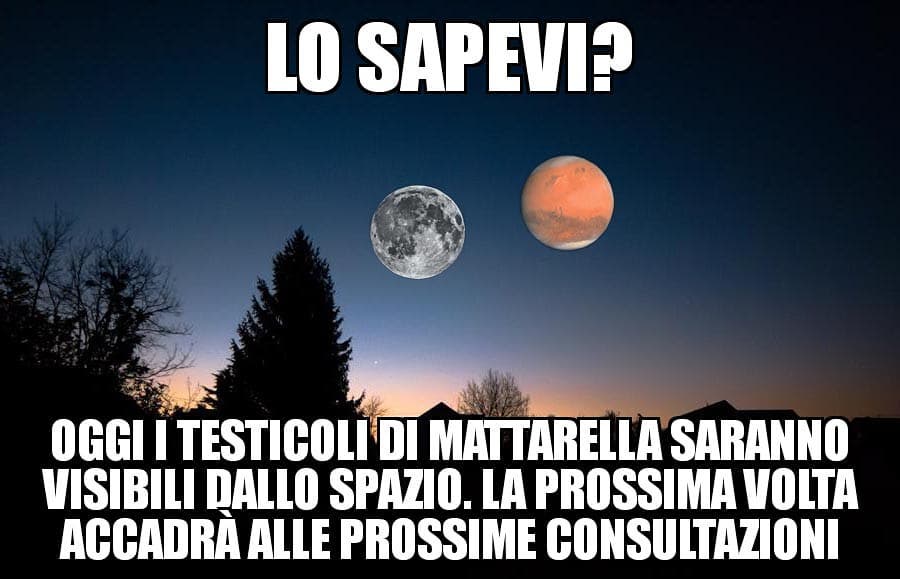 LO SAPEVI?
OGGI I TESTICOLI DI MATTARELLA SARANNO
VISIBILI DALLO SPAZIO. LA PROSSIMA VOLTA
ACCADRÀ ALLE PROSSIME CONSULTAZIONI